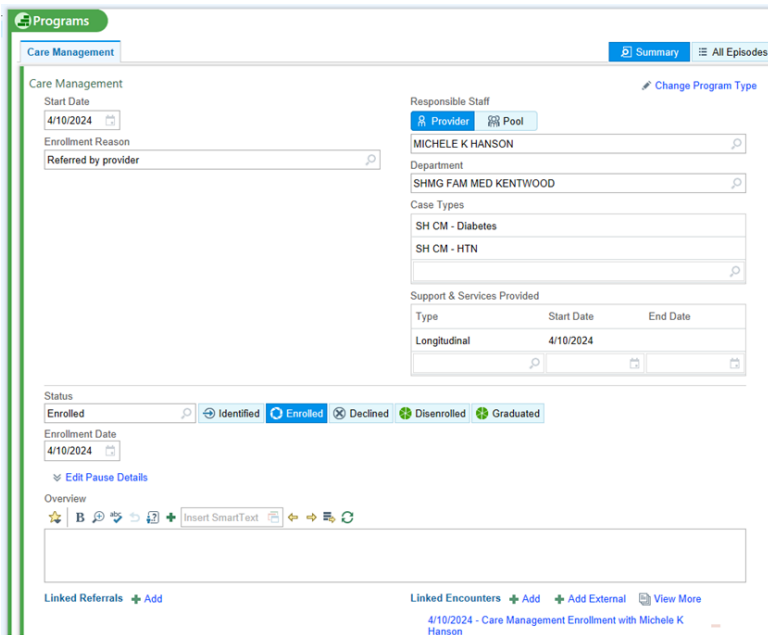 Programs
Care Management
Summary
All Episodes
Care Management
Change Program Type
Start Date
4/10/2024
Enrollment Reason
Referred by provider
Responsible Staff
Provider
Pool
MICHELE K HANSON
Department
SHMG FAM MED KENTWOOD
Case Types
SH CM - Diabetes
SH CM - HTN
Support & Services Provided
Type Start Date End Date
Longitudinal 4/10/2024
Status
Enrolled
Identified
Enrolled
Declined
Disenrolled
Graduated
Enrollment Date
4/10/2024
Edit Pause Details
Overview
B
abc
Insert SmartText
Linked Referrals
Add
Linked Encounters
Add
Add External
View More
4/10/2024 - Care Management Enrollment with Michele K
Hanson